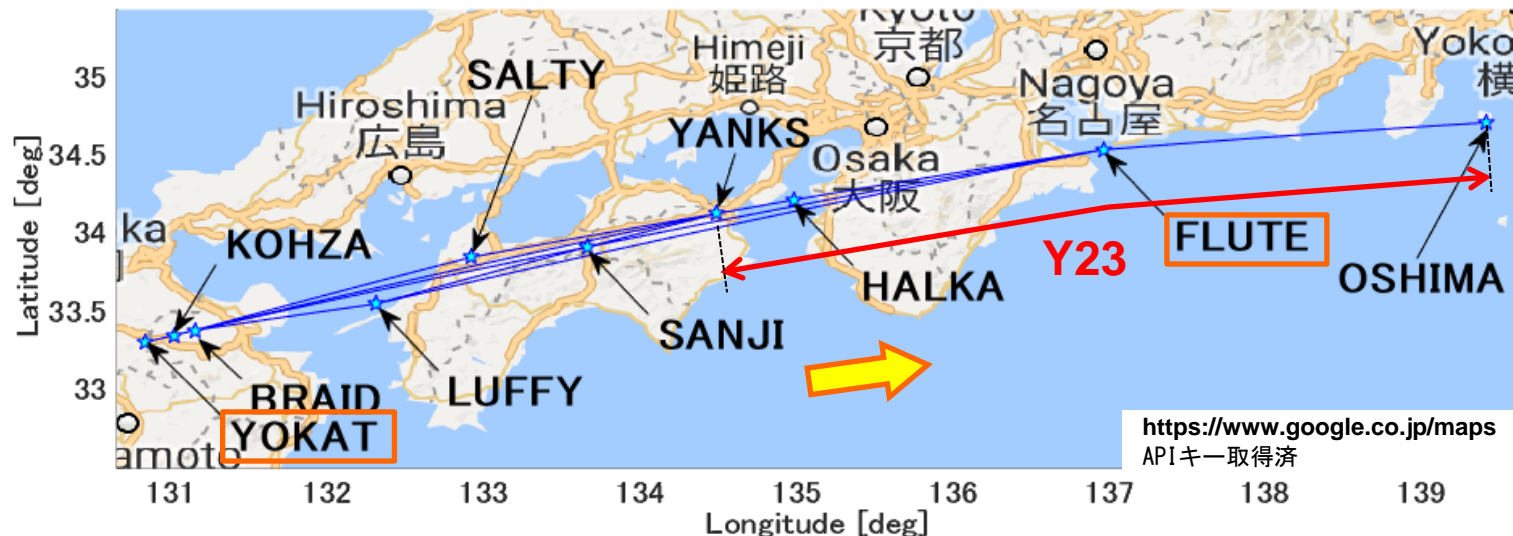 Kyoto
京都
Yoko
横
Himeji
姫路
Nagoya
名古屋
SALTY
Hiroshima
広島
YANKS
Osaka
大阪
ka
KOHZA
FLUTE
Y23
HALKA
OSHIMA
SANJI
LUFFY
BRAID
YOKAT
amoto
https://www.google.co.jp/maps
APIキー取得済
35
34.5
34
33.5
33
Latitude [deg]
131 132 133 134 135 136 137 138 139
Longitude [deg]